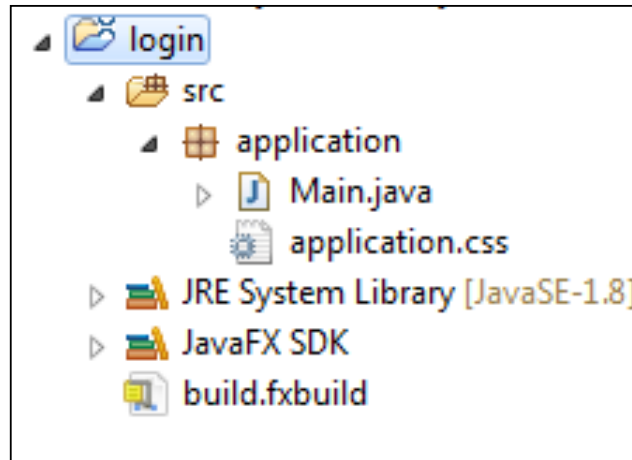 login
src
application
Main.java
application.css
JRE System Library [JavaSE-1.8]
JavaFX SDK
build.fxbuild